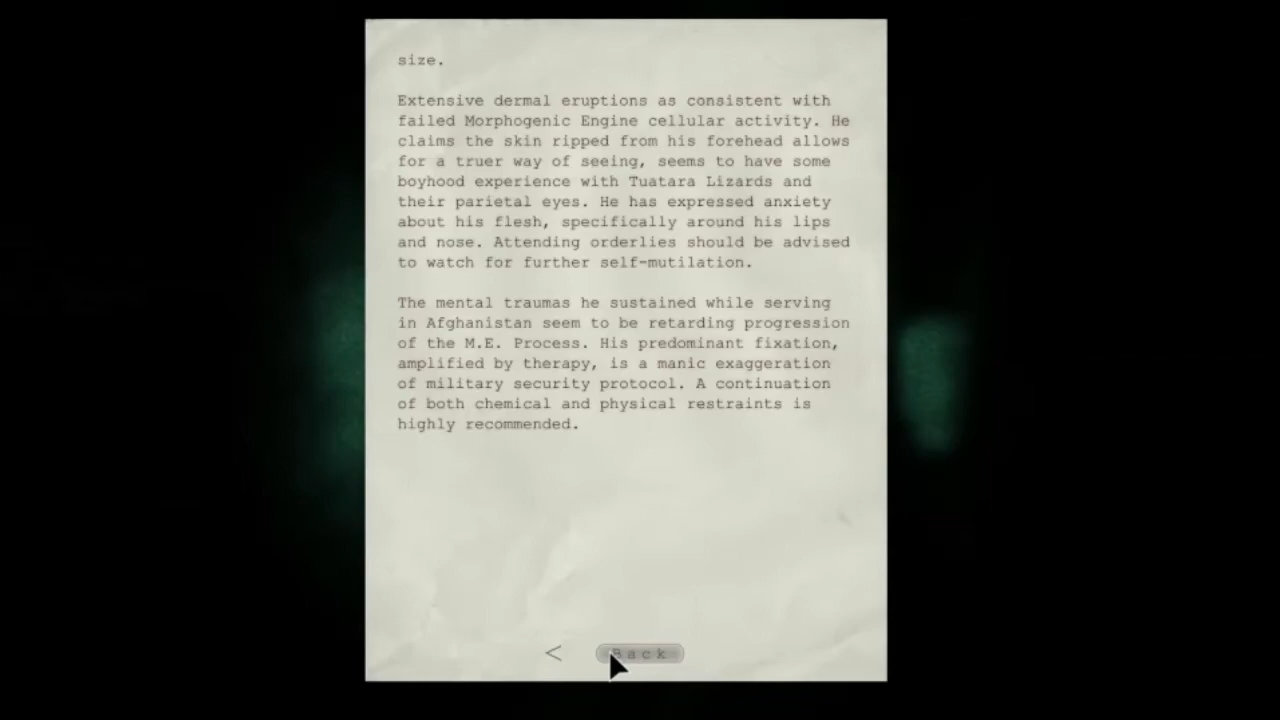 size.
Extensive dermal eruptions as consistent with
failed Morphogenic Engine cellular activity. He
claims the skin ripped from his forehead allows
for a truer way of seeing, seems to have some
boyhood experience with Tuatara Lizards and
their parietal eyes. He has expressed anxiety
about his flesh, specifically around his lips
and nose. Attending orderlies should be advised
to watch for further self-mutilation.
The mental traumas he sustained while serving
in Afghanistan seem to be retarding progression
of the M.E. Process. His predominant fixation,
amplified by therapy, is a manic exaggeration
of military security protocol. A continuation
of both chemical and physical restraints is
highly recommended.
< Back